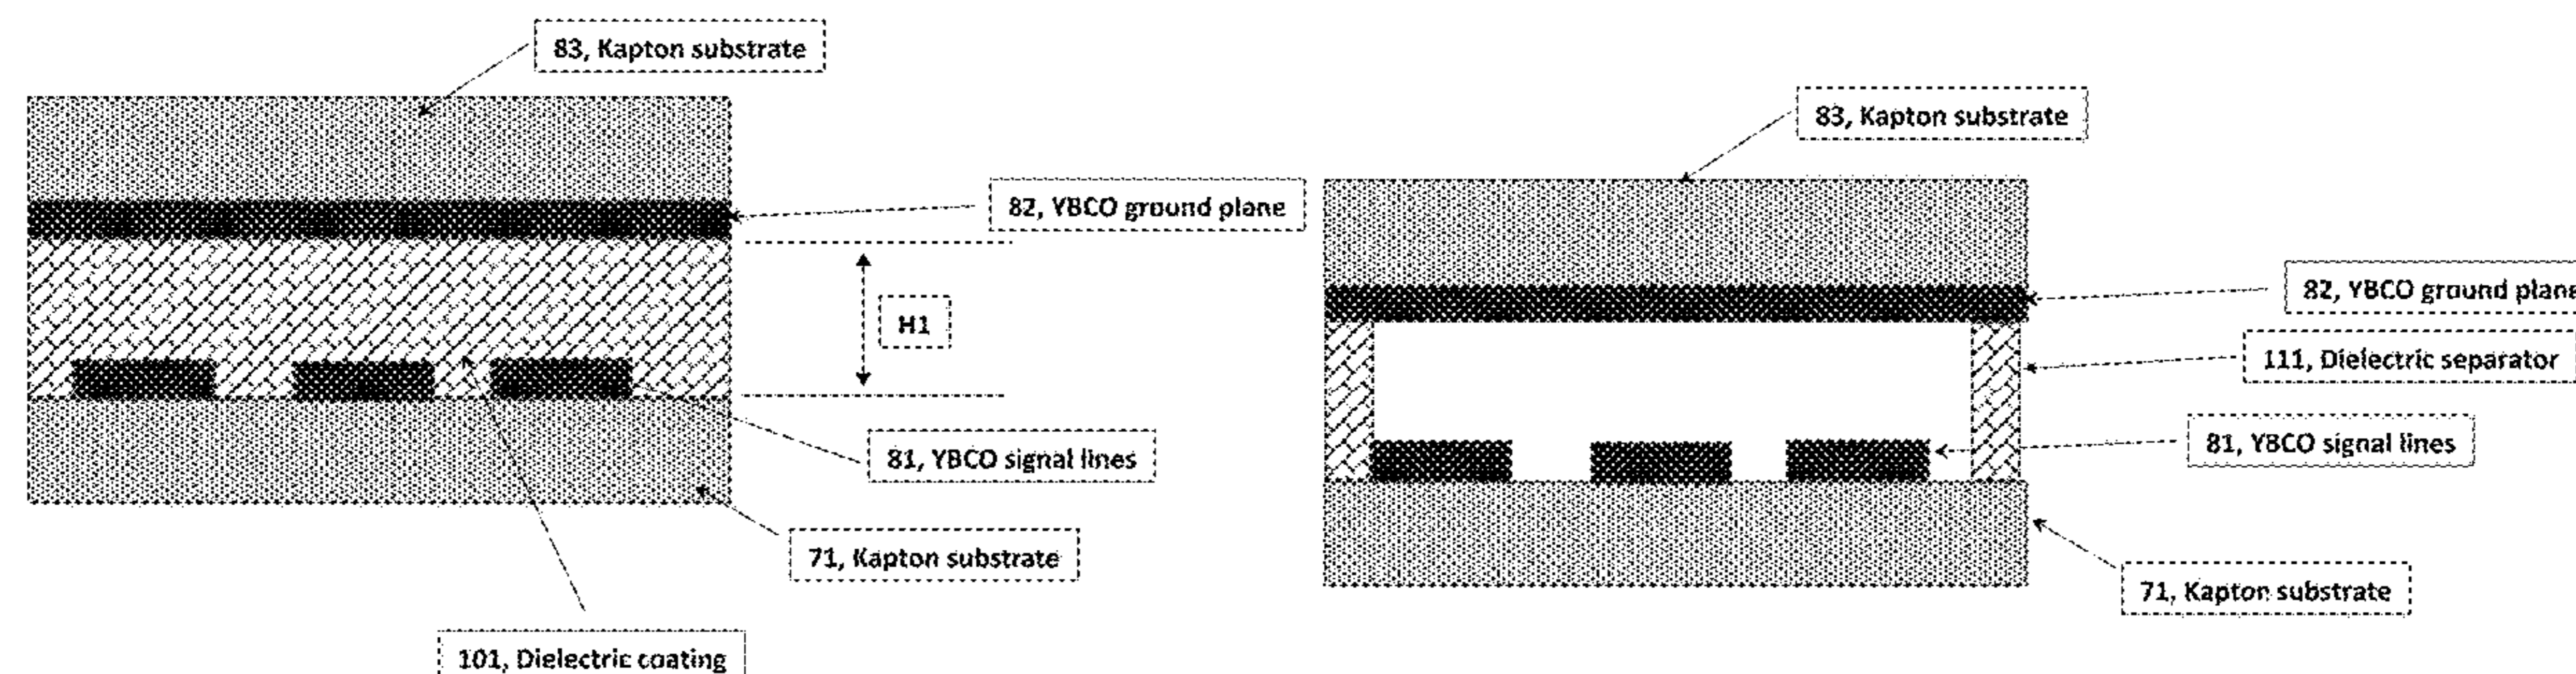 83, Kapton substrate
82, YBCO ground plane
H1
81, YBCO signal lines
71, Kapton substrate
101, Dielectric coating
83, Kapton substrate
82, YBCO ground plane
111, Dielectric separator
81, YBCO signal lines
71, Kapton substrate